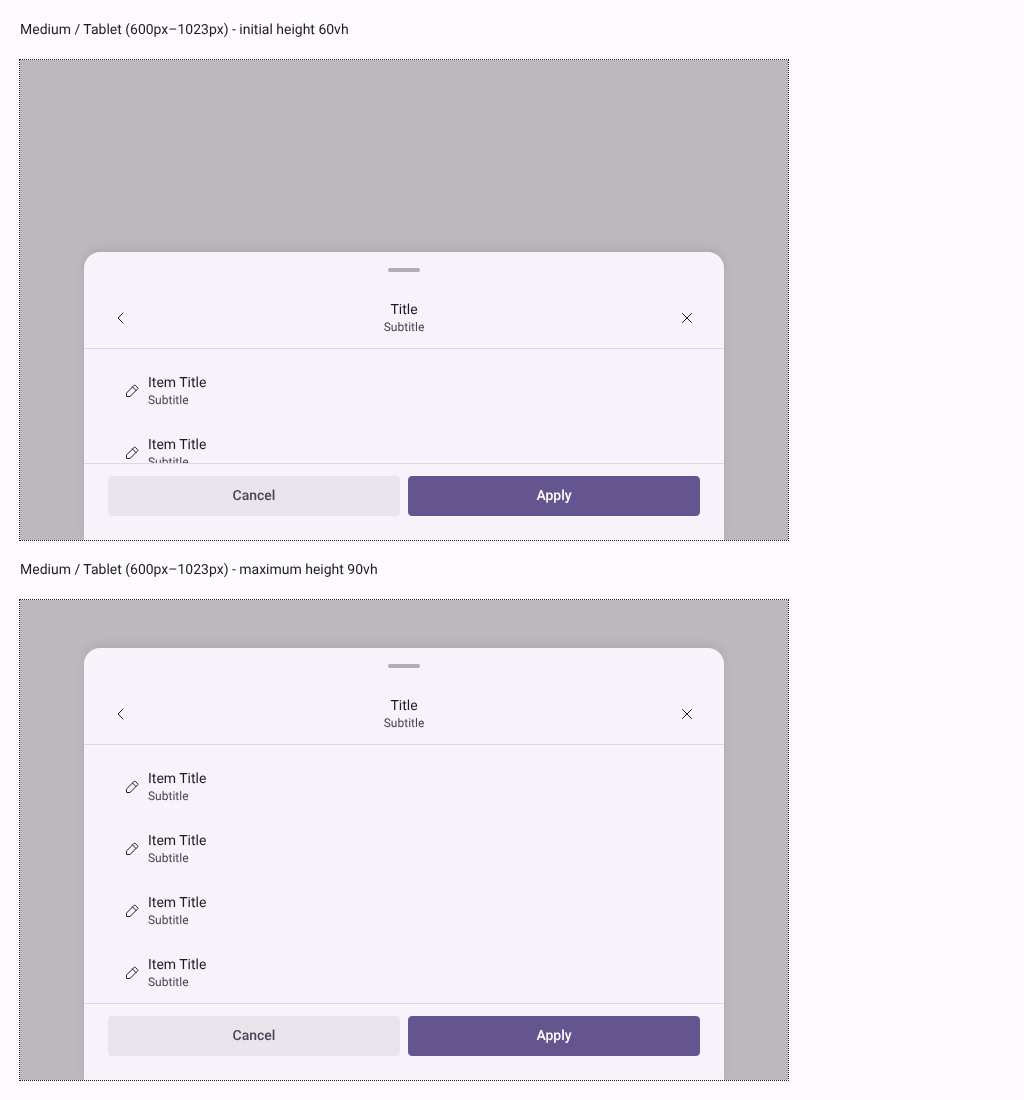 Medium / Tablet (600px–1023px) - initial height 60vh
Title
Subtitle
Item Title
Subtitle
Item Title
Subtitle
Cancel
Apply
Medium / Tablet (600px–1023px) - maximum height 90vh
Title
Subtitle
Item Title
Subtitle
Item Title
Subtitle
Item Title
Subtitle
Item Title
Subtitle
Cancel
Apply